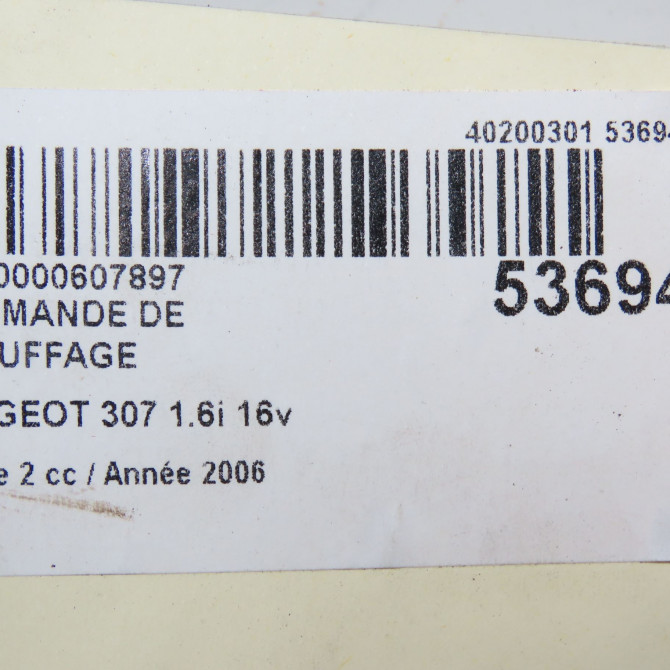 40200301 53694
0000607897
53694
MANDE DE
UFFAGE
GEOT 307 1.6i 16v
e 2 cc / Année 2006